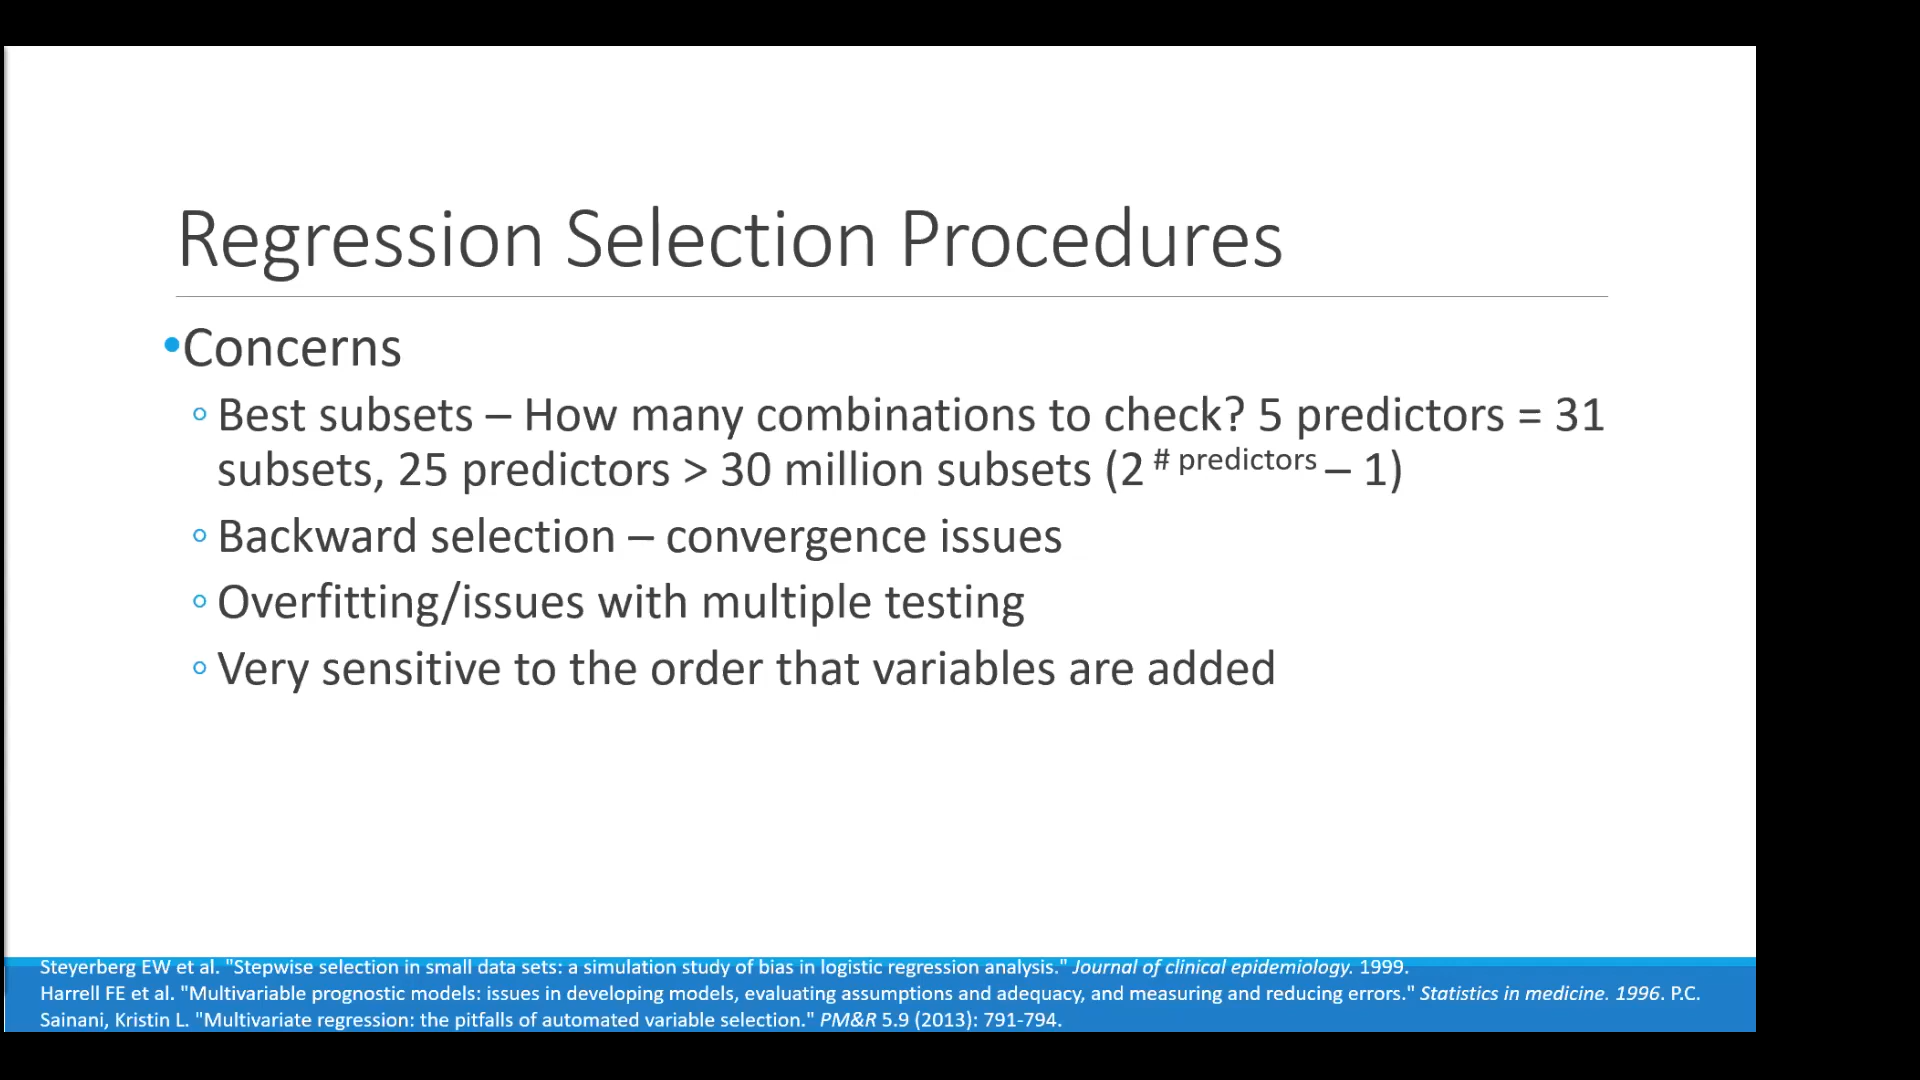 Regression Selection Procedures
•Concerns
◦ Best subsets – How many combinations to check? 5 predictors = 31
subsets, 25 predictors > 30 million subsets (2 # predictors – 1)
◦ Backward selection – convergence issues
◦ Overfitting/issues with multiple testing
◦ Very sensitive to the order that variables are added
Steyerberg EW et al. "Stepwise selection in small data sets: a simulation study of bias in logistic regression analysis." Journal of clinical epidemiology. 1999.
Harrell FE et al. "Multivariable prognostic models: issues in developing models, evaluating assumptions and adequacy, and measuring and reducing errors." Statistics in medicine. 1996. P.C.
Sainani, Kristin L. "Multivariate regression: the pitfalls of automated variable selection." PM&R 5.9 (2013): 791-794.